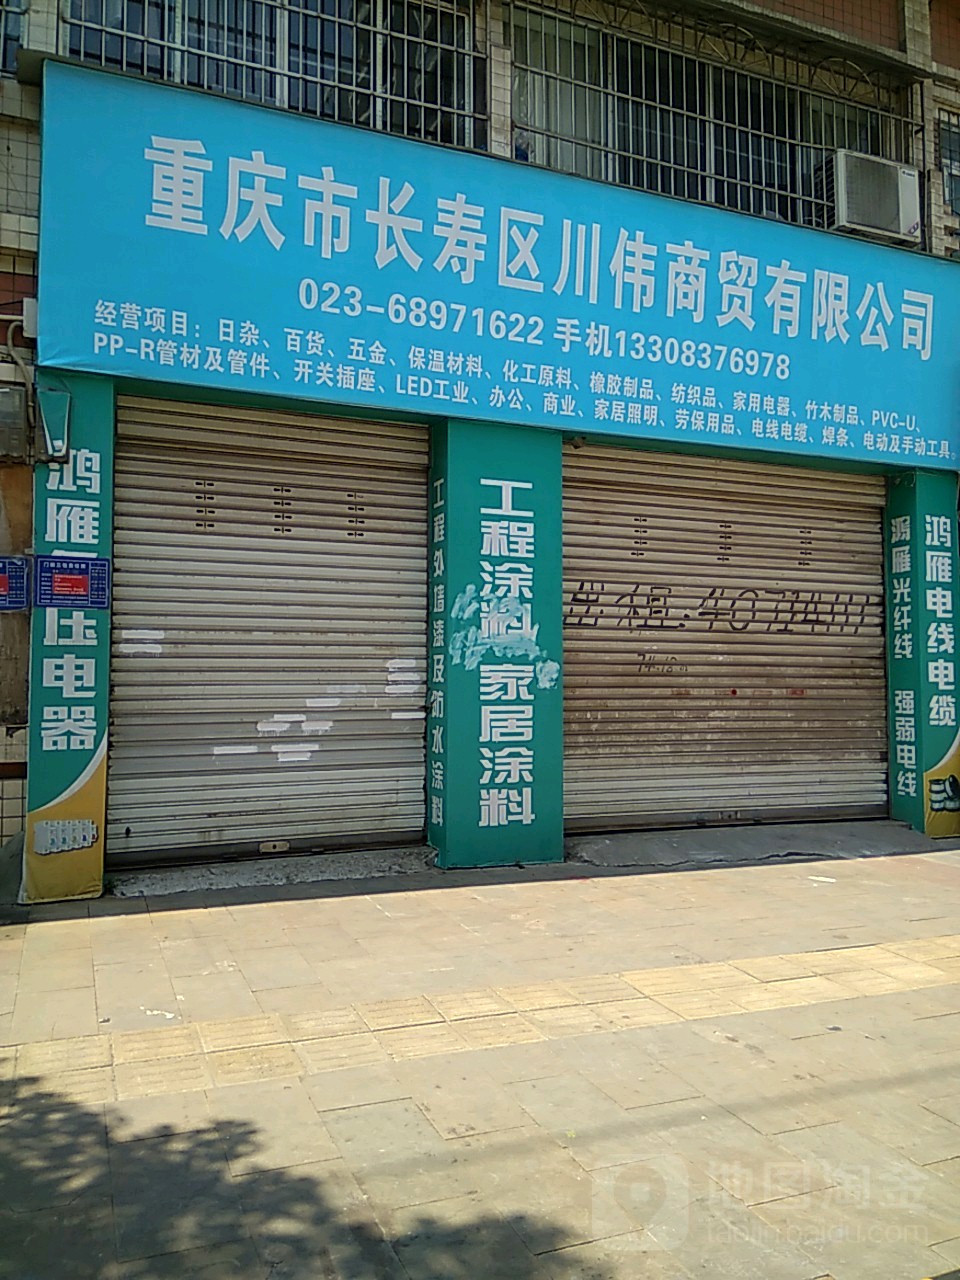 重庆市长寿区川伟商贸有限公司
023-68971622 手机13308376978
经营项目：日杂、百货、五金、保温材料、化工原料、橡胶制品、纺织品、家用电器、竹木制品、PVC-U、
PP-R管材及管件、开关插座、LED工业、办公、商业、家居照明、劳保用品、电线电缆、焊条、电动及手动工具。
鸿雁
压电器
工程外墙漆及防水涂料
工程涂料 家居涂料
出租:
鸿雁光纤线 强弱电线
鸿雁电线电缆
地图淘金
taojinbaidu.com